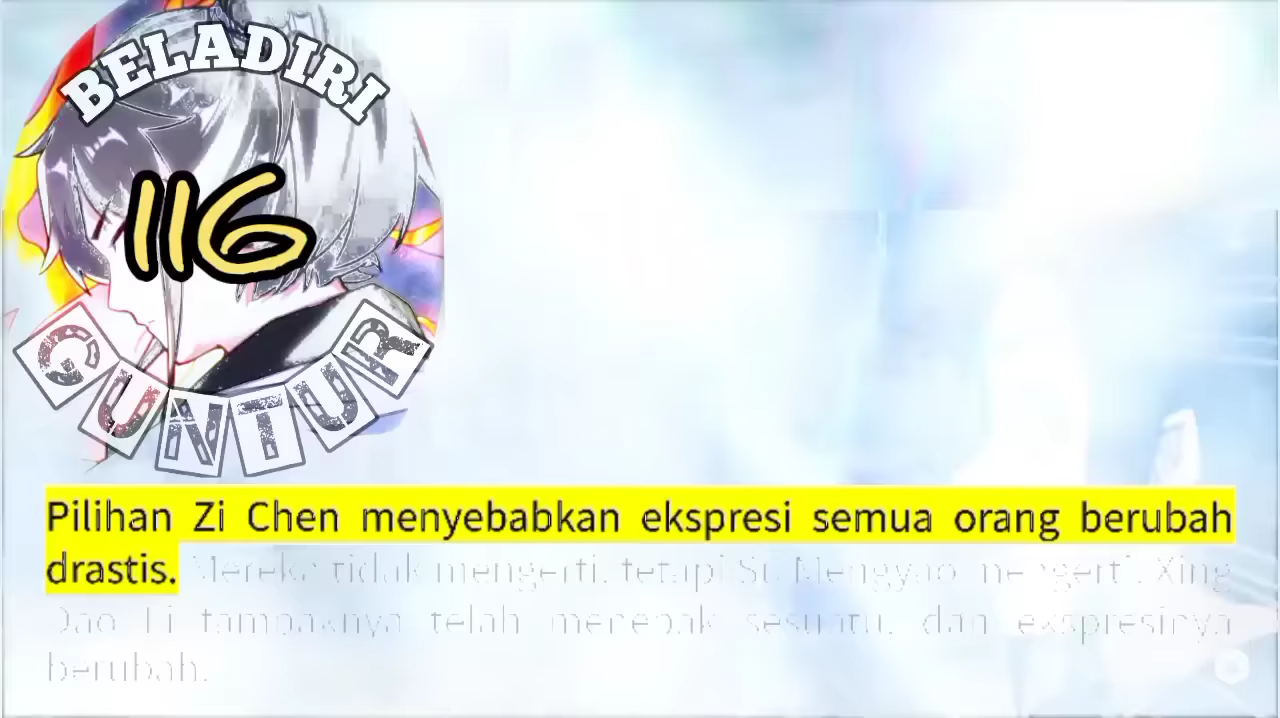 BELADIRI
116
GUNTUR
Pilihan Zi Chen menyebabkan ekspresi semua orang berubah
drastis. Mereka tidak mengerti, tetapi Si Mengyao mengerti. Xing
Dao Li tampaknya telah menebak sesuatu, dan ekspresinya
berubah.